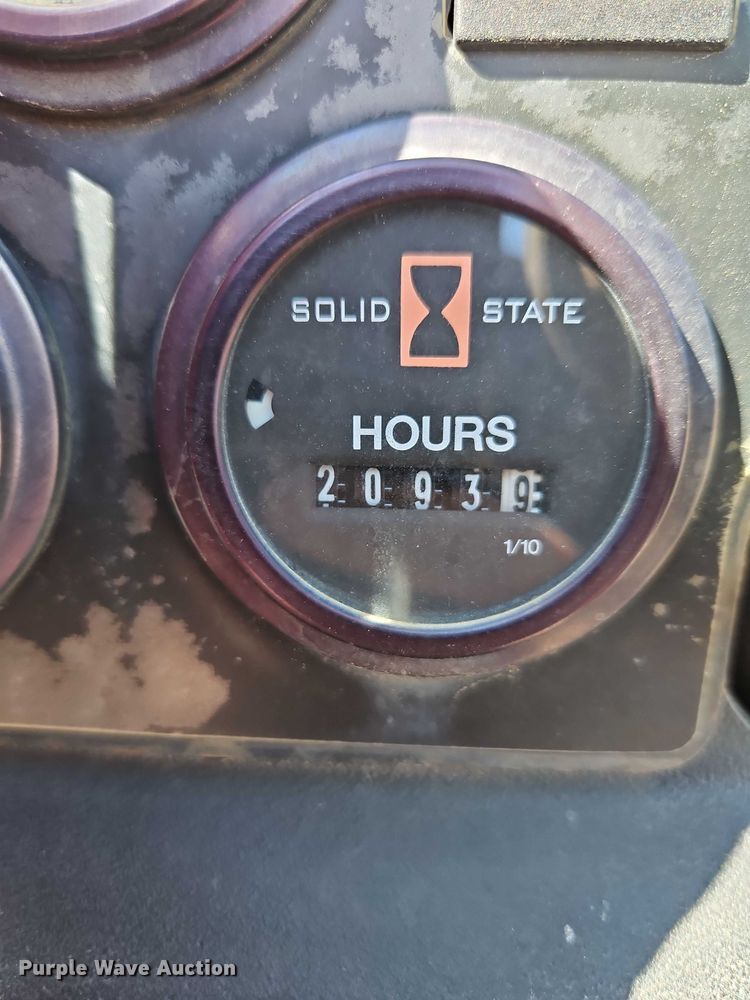 SOLID STATE
HOURS
2 0 9 3 9
1/10
Purple Wave Auction